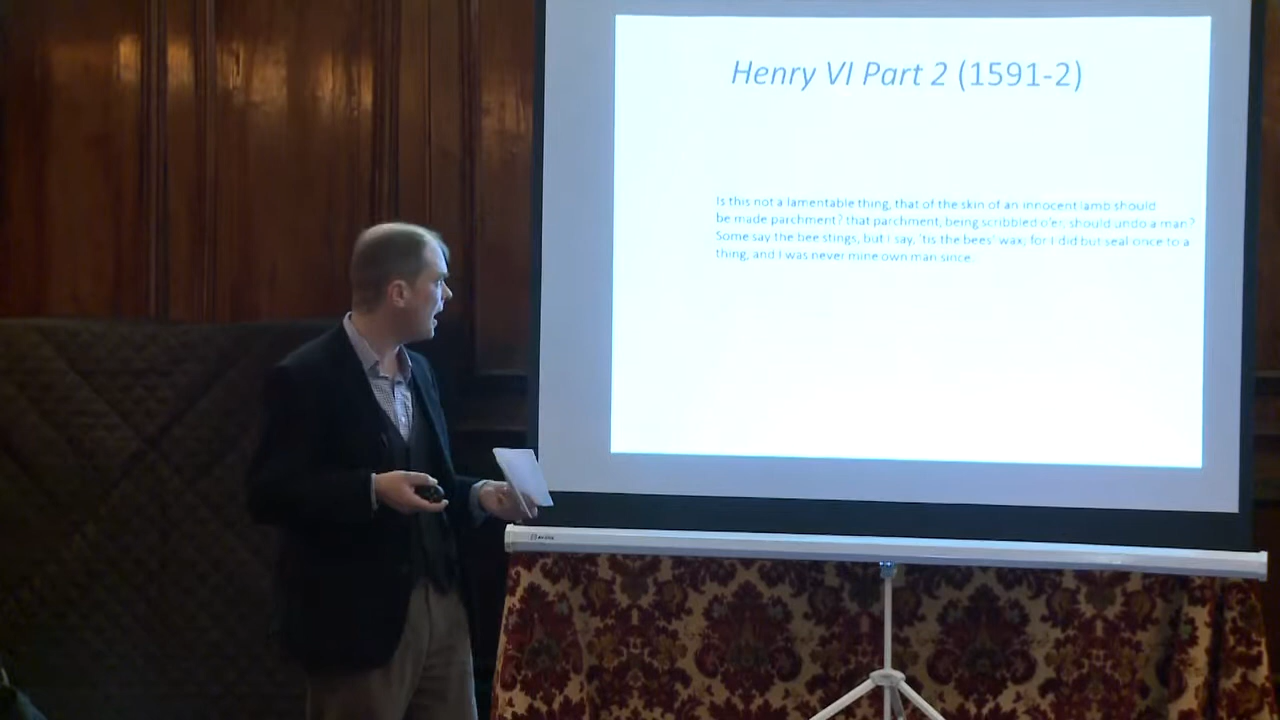 Henry VI Part 2 (1591-2)
Is this not a lamentable thing, that of the skin of an innocent lamb should
be made parchment? that parchment, being scribbled o'er, should undo a man?
Some say the bee stings, but I say, 'tis the bees' wax; for I did but seal once to a
thing, and I was never mine own man since.